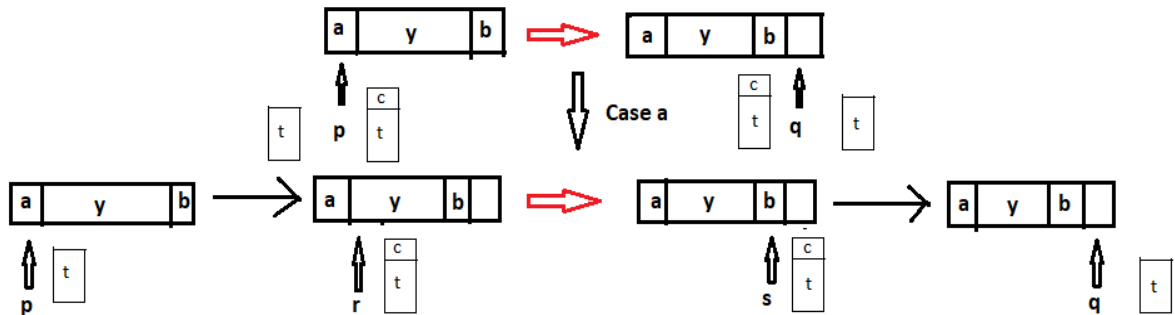 a y b a y b
t p c t Case a c t q t
a y b a y b a y b a y b
p t r c t s c t q t